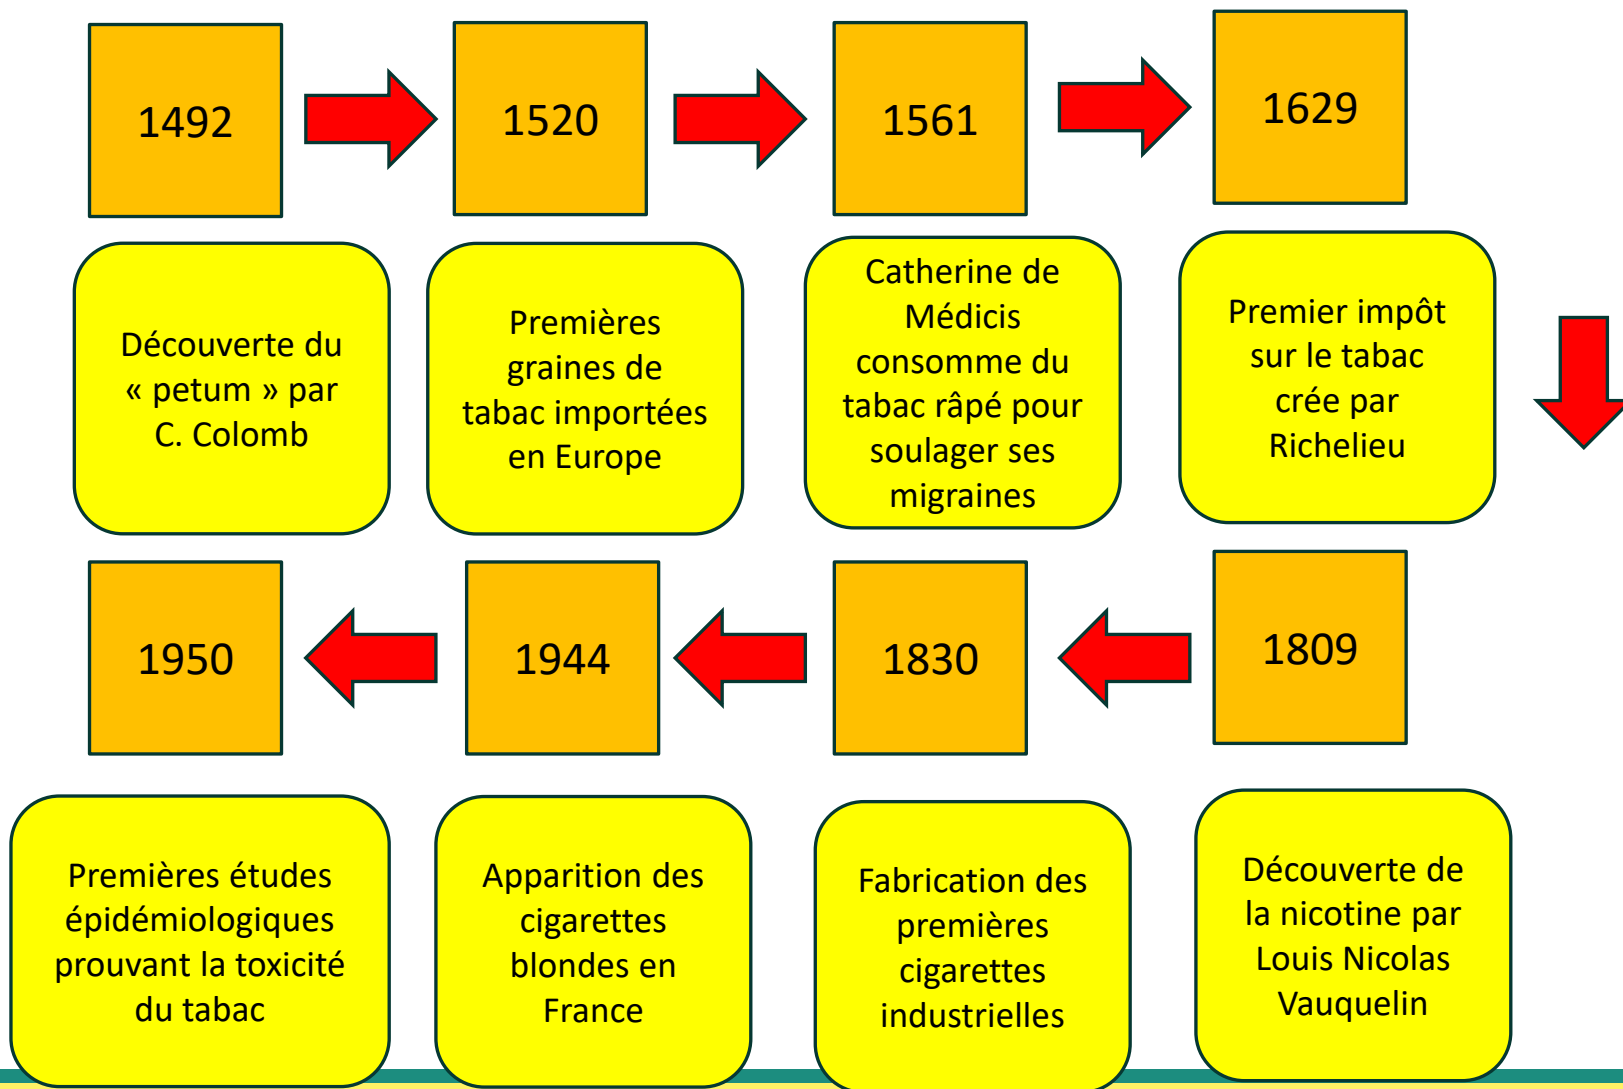 1492
1520
1561
1629
Découverte du
« petum » par
C. Colomb
Premières
graines de
tabac importées
en Europe
Catherine de
Médicis
consomme du
tabac râpé pour
soulager ses
migraines
Premier impôt
sur le tabac
crée par
Richelieu
1950
1944
1830
1809
Premières études
épidémiologiques
prouvant la toxicité
du tabac
Apparition des
cigarettes
blondes en
France
Fabrication des
premières
cigarettes
industrielles
Découverte de
la nicotine par
Louis Nicolas
Vauquelin